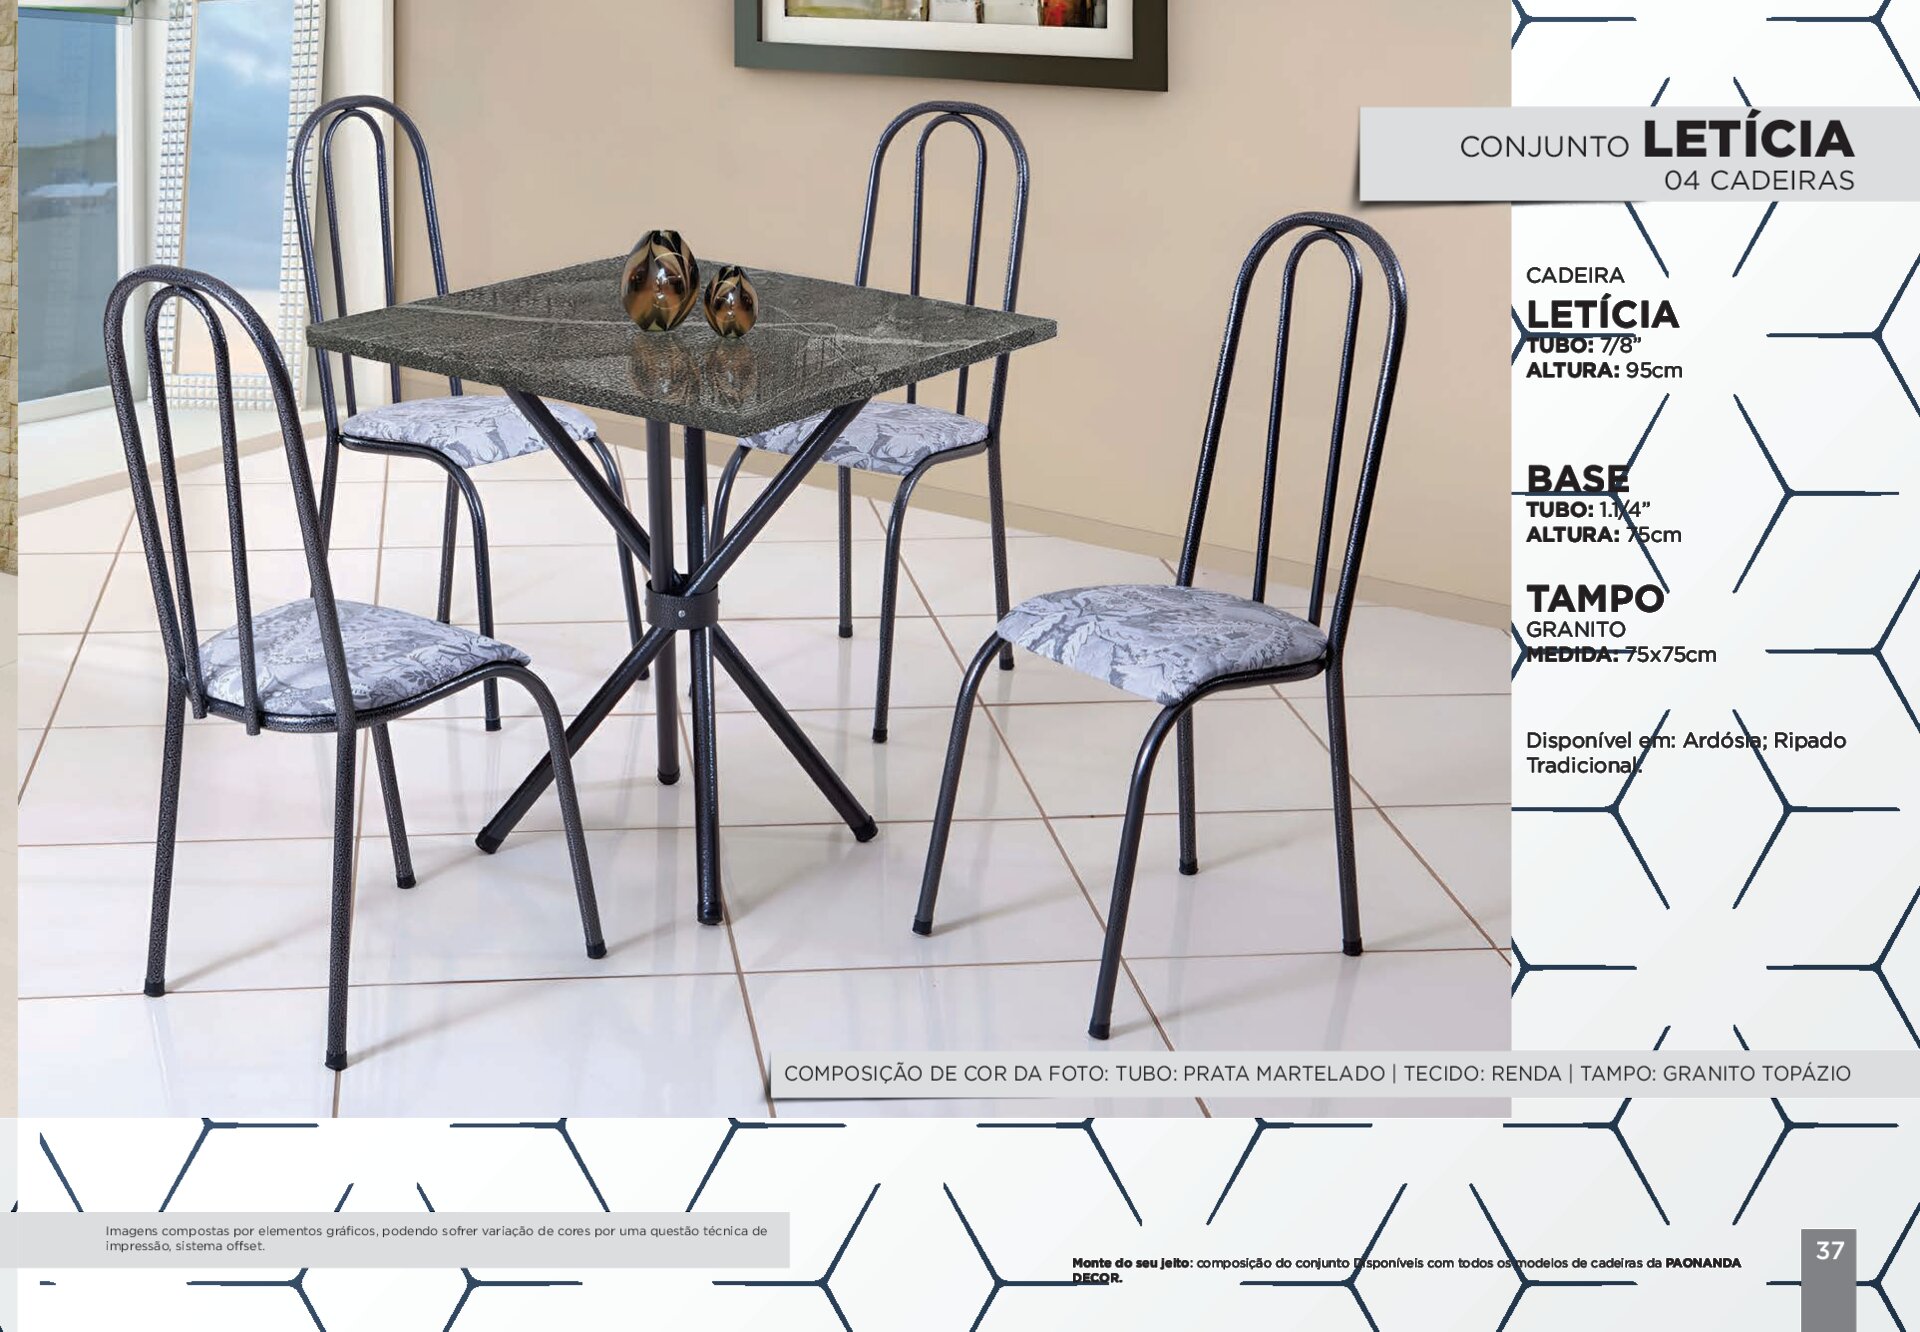 CONJUNTO LETÍCIA
04 CADEIRAS
CADEIRA
LETÍCIA
TUBO: 7/8”
ALTURA: 95cm
BASE
TUBO: 1.1/4”
ALTURA: 75cm
TAMPO
GRANITO
MEDIDA: 75x75cm
Disponível em: Ardósia; Ripado
Tradicional.
COMPOSIÇÃO DE COR DA FOTO: TUBO: PRATA MARTELADO | TECIDO: RENDA | TAMPO: GRANITO TOPÁZIO
Imagens compostas por elementos gráficos, podendo sofrer variação de cores por uma questão técnica de
impressão, sistema offset.
Monte do seu jeito: composição do conjunto Disponíveis com todos os modelos de cadeiras da PAONANDA
DECOR.
37